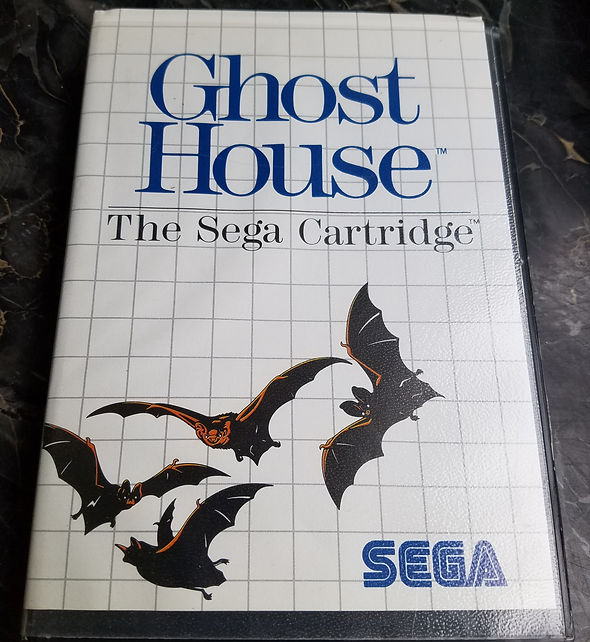 Ghost
House™
The Sega Cartridge™
SEGA